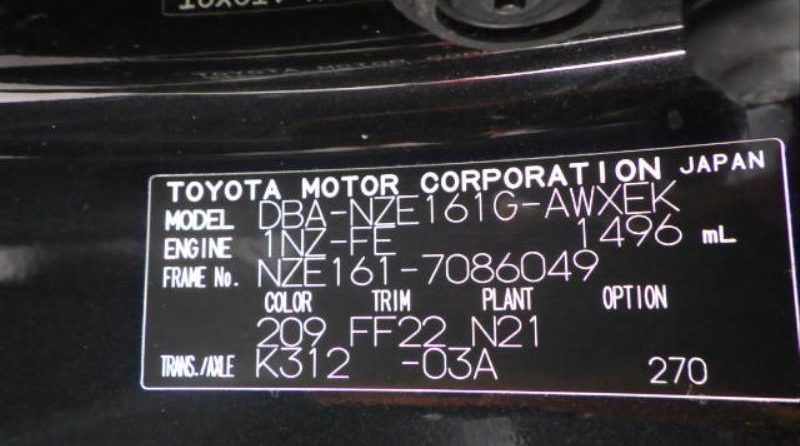 TOYOTA MOTOR CORPORATION JAPAN
MODEL DBA-NZE161G-AWXEK
ENGINE 1NZ-FE 1496 mL
FRAME No. NZE161-7086049
COLOR TRIM PLANT OPTION
209 FF22 N21
TRANS./AXLE K312 -03A 270